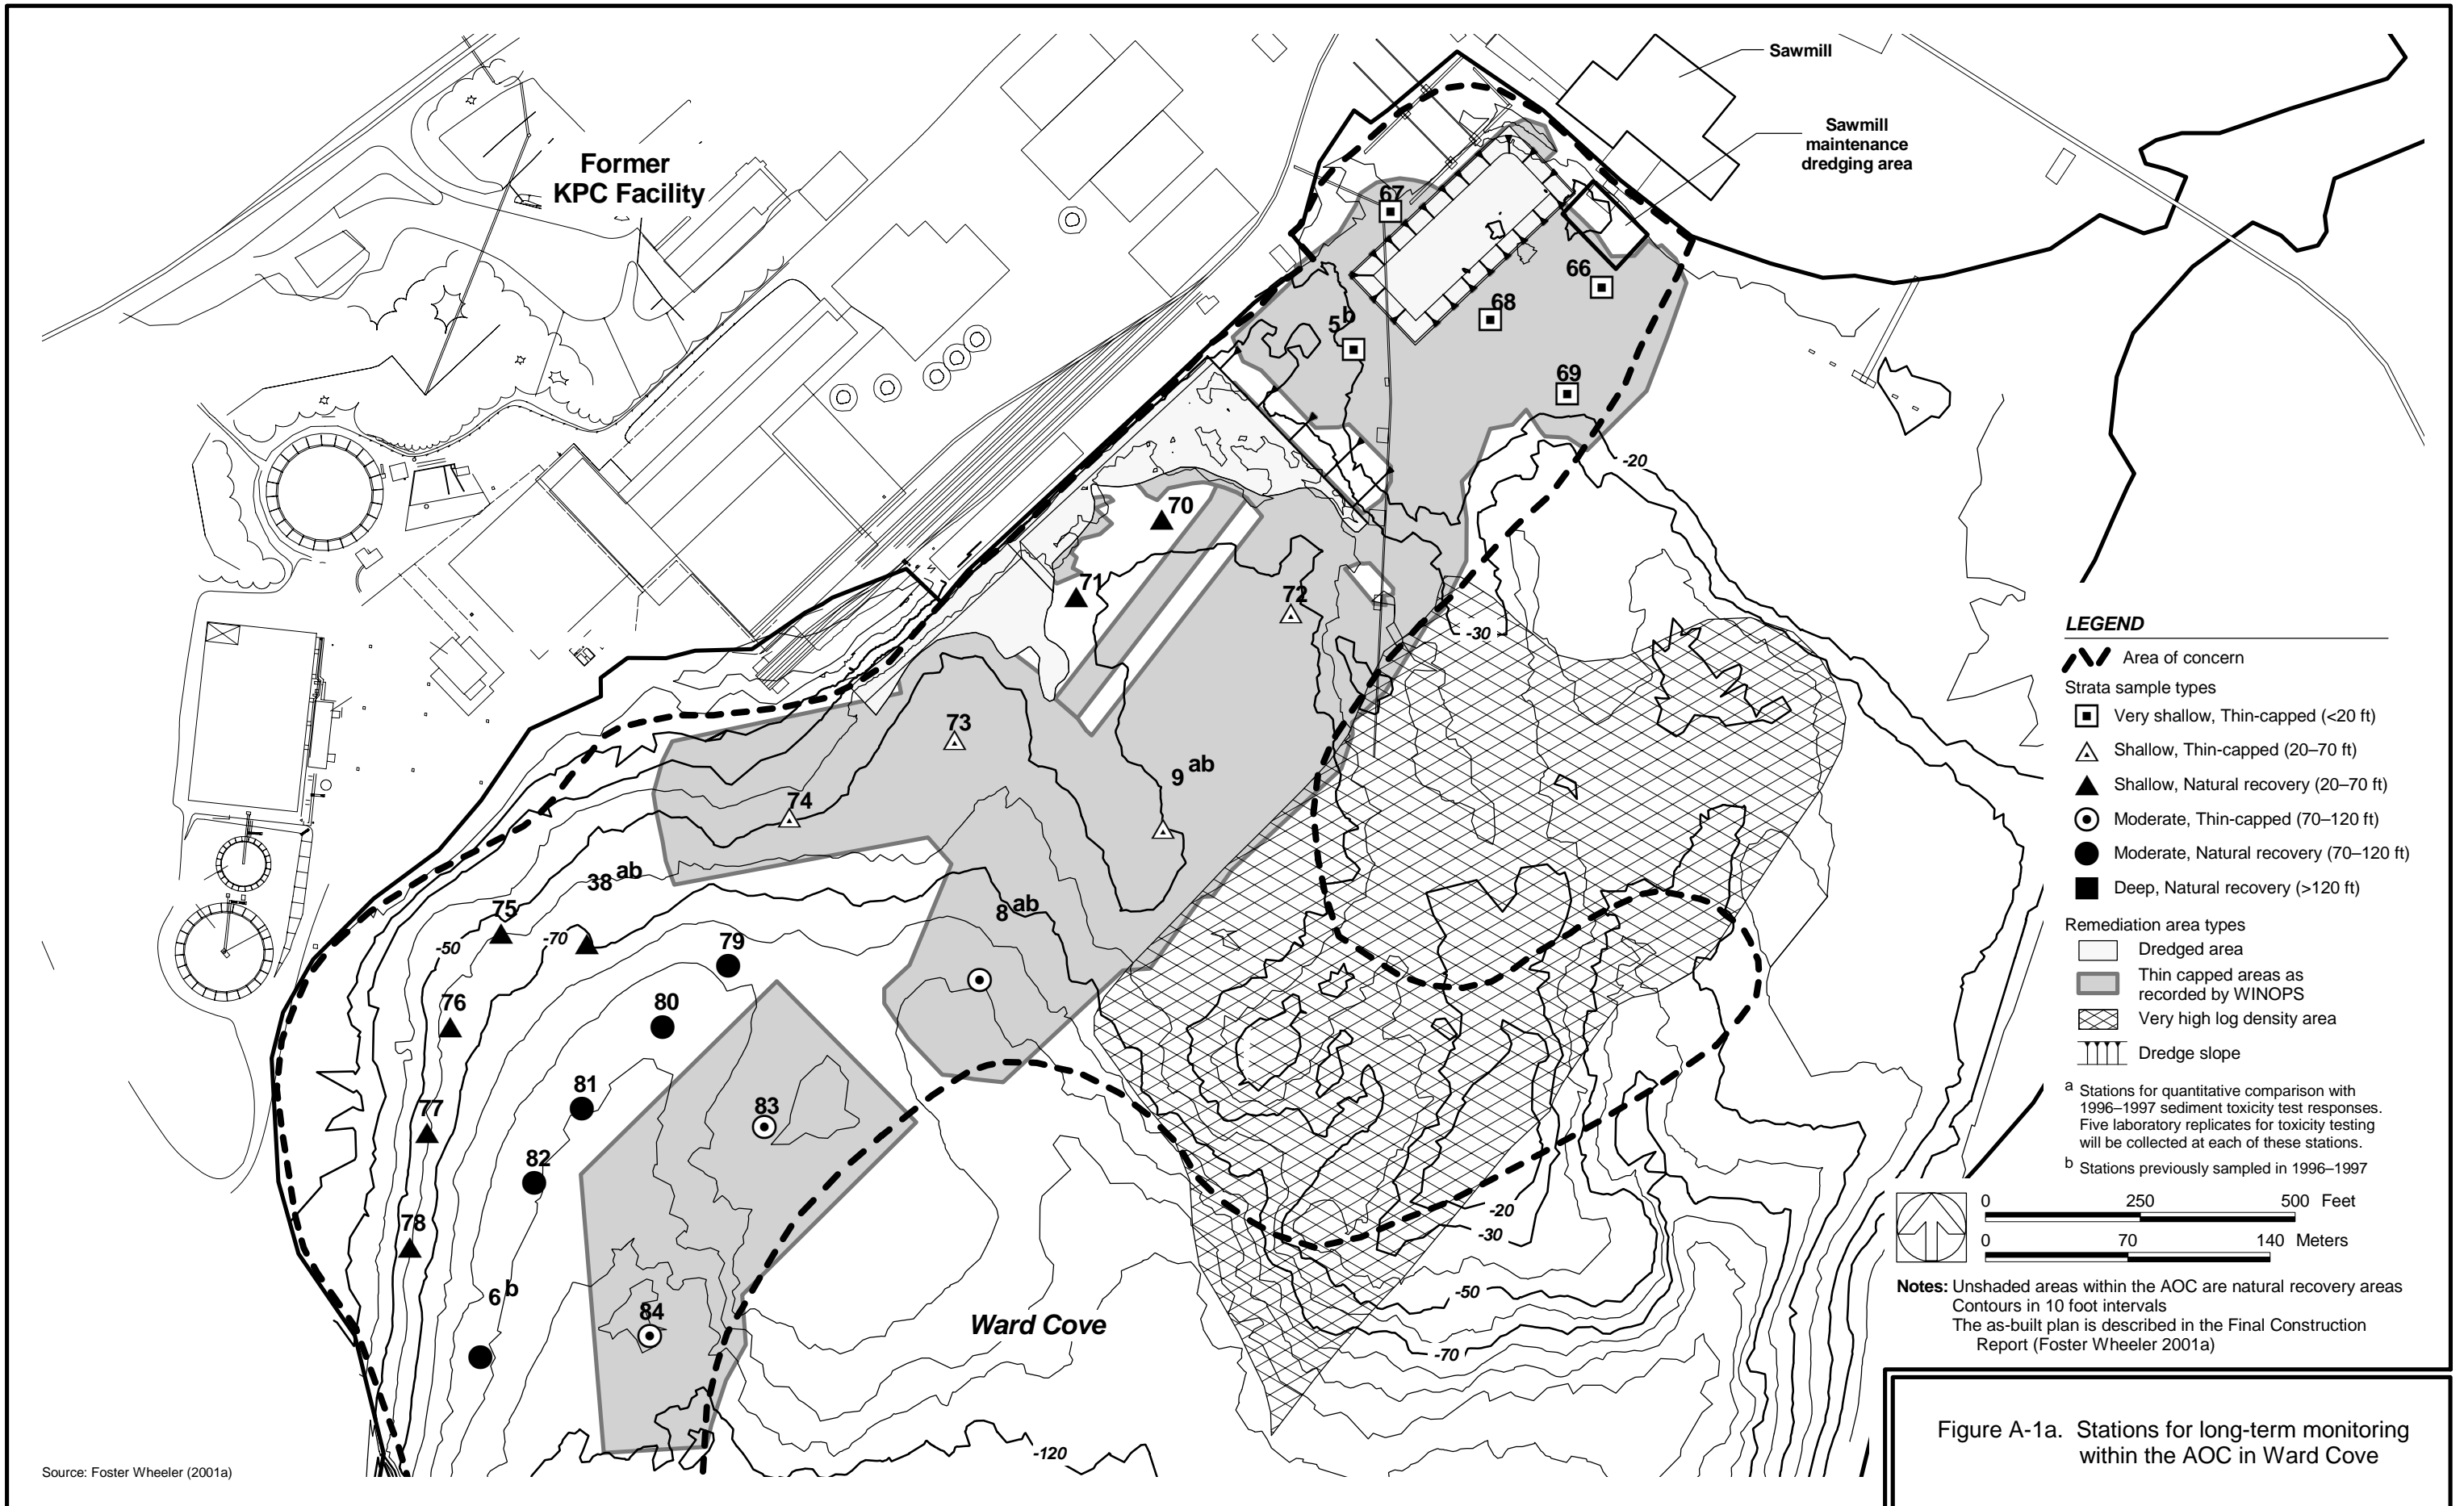 Sawmill
Sawmill
maintenance
dredging area
Former
KPC Facility
67
66
68
5 b
69
-20
70
71
72
-30
73
9 ab
74
38 ab
8 ab
75
-50
-70
79
76
80
81
77
83
82
78
6 b
84
-20
-30
-50
-70
-120
Ward Cove
LEGEND
Area of concern
Strata sample types
Very shallow, Thin-capped (<20 ft)
Shallow, Thin-capped (20–70 ft)
Shallow, Natural recovery (20–70 ft)
Moderate, Thin-capped (70–120 ft)
Moderate, Natural recovery (70–120 ft)
Deep, Natural recovery (>120 ft)
Remediation area types
Dredged area
Thin capped areas as
recorded by WINOPS
Very high log density area
Dredge slope
a Stations for quantitative comparison with
1996–1997 sediment toxicity test responses.
Five laboratory replicates for toxicity testing
will be collected at each of these stations.
b Stations previously sampled in 1996–1997
0 250 500 Feet
0 70 140 Meters
Notes: Unshaded areas within the AOC are natural recovery areas
Contours in 10 foot intervals
The as-built plan is described in the Final Construction
Report (Foster Wheeler 2001a)
Figure A-1a. Stations for long-term monitoring
within the AOC in Ward Cove
Source: Foster Wheeler (2001a)